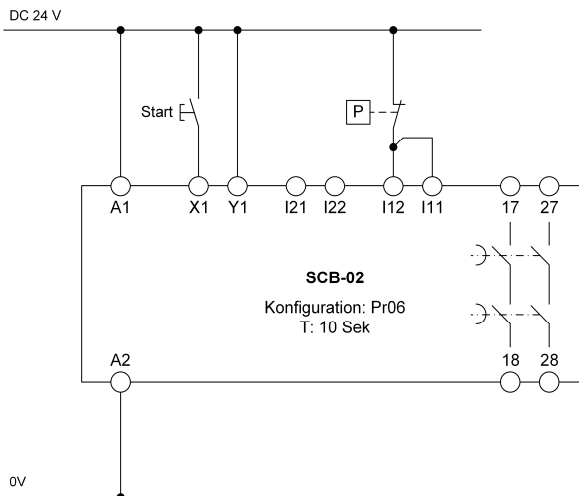 DC 24 V
Start
P
A1 X1 Y1 I21 I22 I12 I11 17 27
SCB-02
Konfiguration: Pr06
T: 10 Sek
A2 18 28
0V